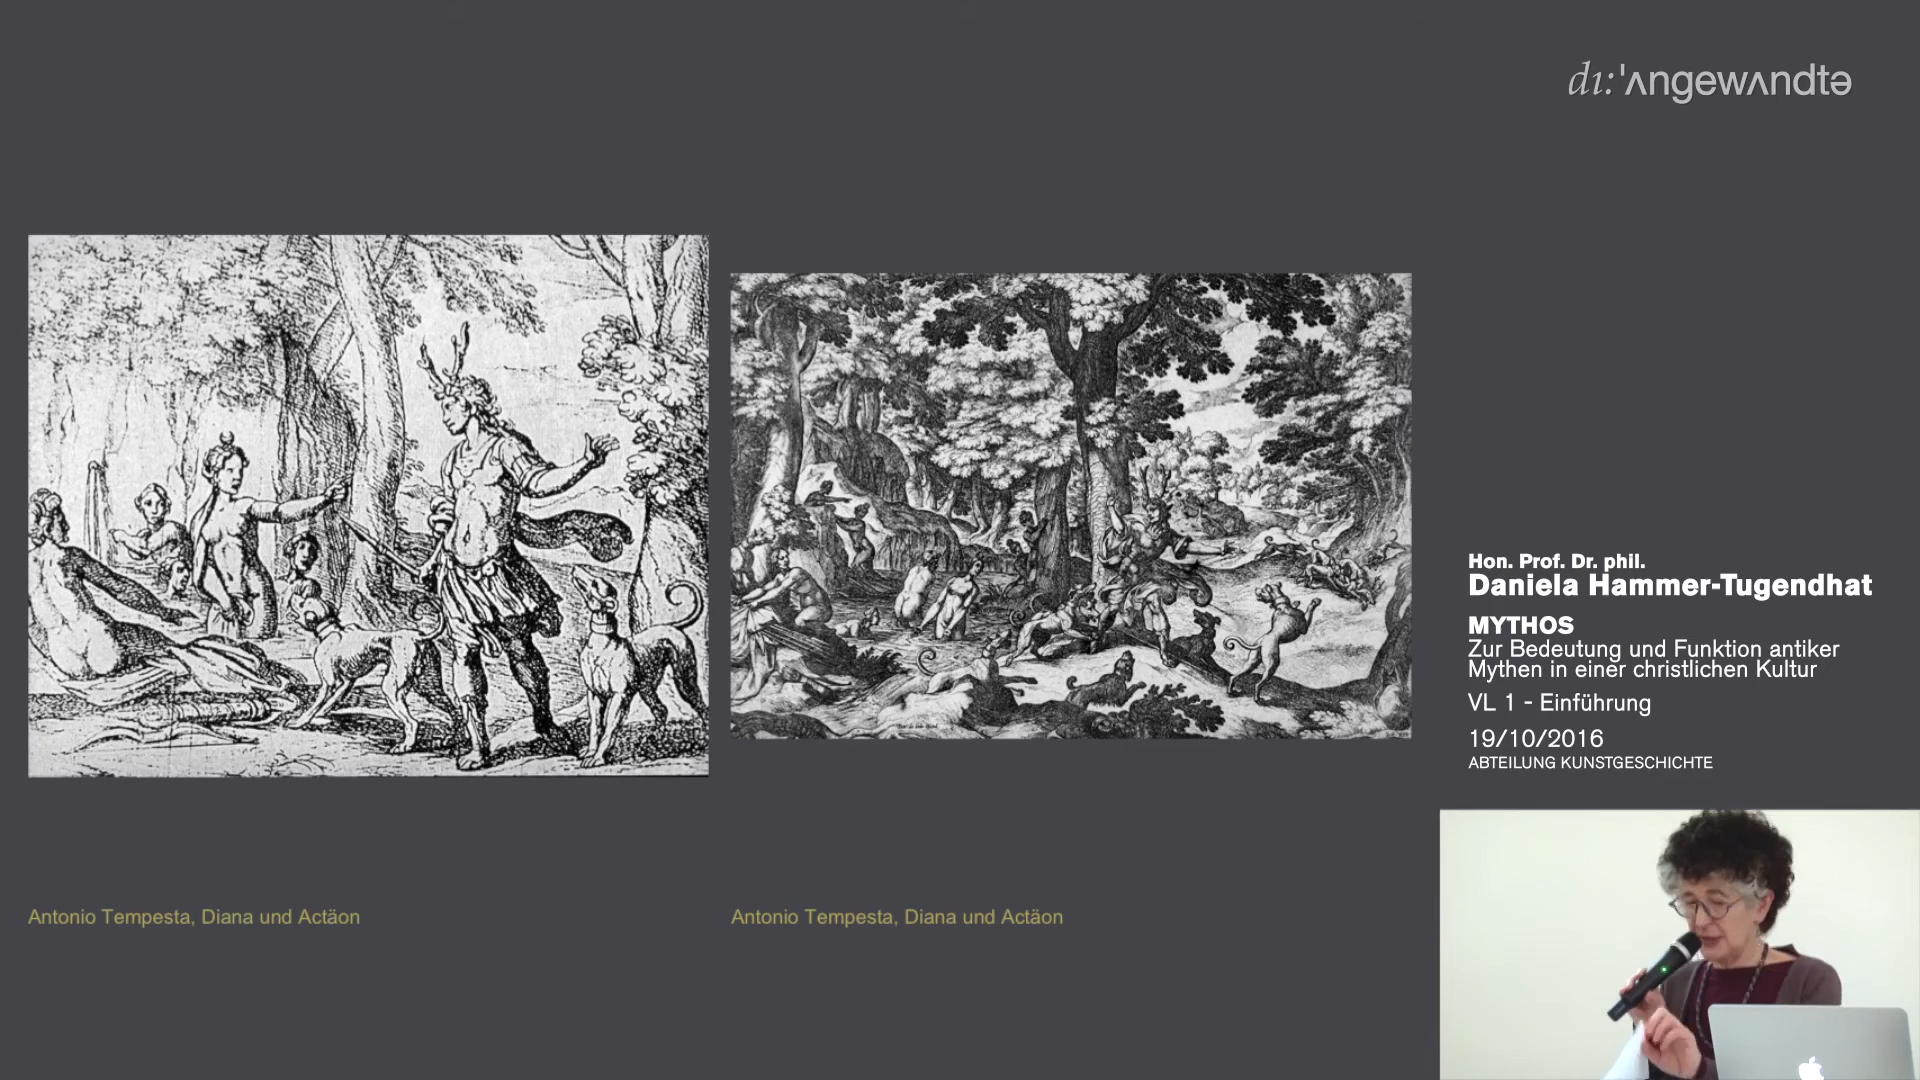 dı:'ʌngewʌndtə
Hon. Prof. Dr. phil.
Daniela Hammer-Tugendhat
MYTHOS
Zur Bedeutung und Funktion antiker
Mythen in einer christlichen Kultur
VL 1 - Einführung
19/10/2016
ABTEILUNG KUNSTGESCHICHTE
Antonio Tempesta, Diana und Actäon
Antonio Tempesta, Diana und Actäon